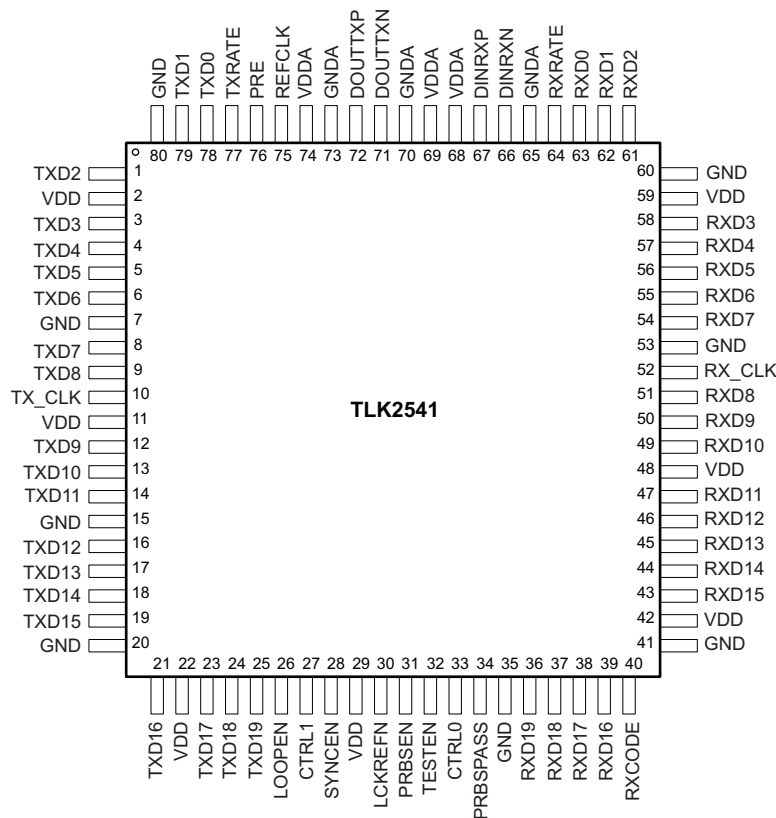 GND TXD1 TXD0 TXRATE PRE REFCLK VDDA GNDA DOUTTXP DOUTTXN GNDA VDDA VDDA DINRXP DINRXN GNDA RXRATE RXD0 RXD1 RXD2
80 79 78 77 76 75 74 73 72 71 70 69 68 67 66 65 64 63 62 61
TXD2 1 60 GND
VDD 2 59 VDD
TXD3 3 58 RXD3
TXD4 4 57 RXD4
TXD5 5 56 RXD5
TXD6 6 55 RXD6
GND 7 54 RXD7
TXD7 8 53 GND
TXD8 9 52 RX_CLK
TX_CLK 10 51 RXD8
VDD 11 50 RXD9
TLK2541
TXD9 12 49 RXD10
TXD10 13 48 VDD
TXD11 14 47 RXD11
GND 15 46 RXD12
TXD12 16 45 RXD13
TXD13 17 44 RXD14
TXD14 18 43 RXD15
TXD15 19 42 VDD
GND 20 41 GND
21 22 23 24 25 26 27 28 29 30 31 32 33 34 35 36 37 38 39 40
TXD16 VDD TXD17 TXD18 TXD19 LOOPEN CTRL1 SYNCEN VDD LCKREFN PRBSEN TESTEN CTRL0 PRBSPASS GND RXD19 RXD18 RXD17 RXD16 RXCODE